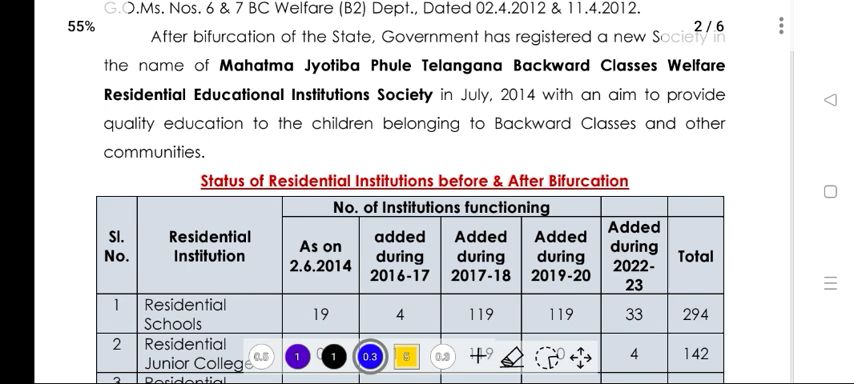 G.O.Ms. Nos. 6 & 7 BC Welfare (B2) Dept., Dated 02.4.2012 & 11.4.2012.
55%
2 / 6
After bifurcation of the State, Government has registered a new Society in
the name of Mahatma Jyotiba Phule Telangana Backward Classes Welfare
Residential Educational Institutions Society in July, 2014 with an aim to provide
quality education to the children belonging to Backward Classes and other
communities.
Status of Residential Institutions before & After Bifurcation
No. of Institutions functioning
Sl. No. Residential Institution As on 2.6.2014 added during 2016-17 Added during 2017-18 Added during 2019-20 Added during 2022-23 Total
1 Residential Schools 19 4 119 119 33 294
2 Residential Junior College 4 142
0.5 1 1 0.3 5 0.3
3 Residential